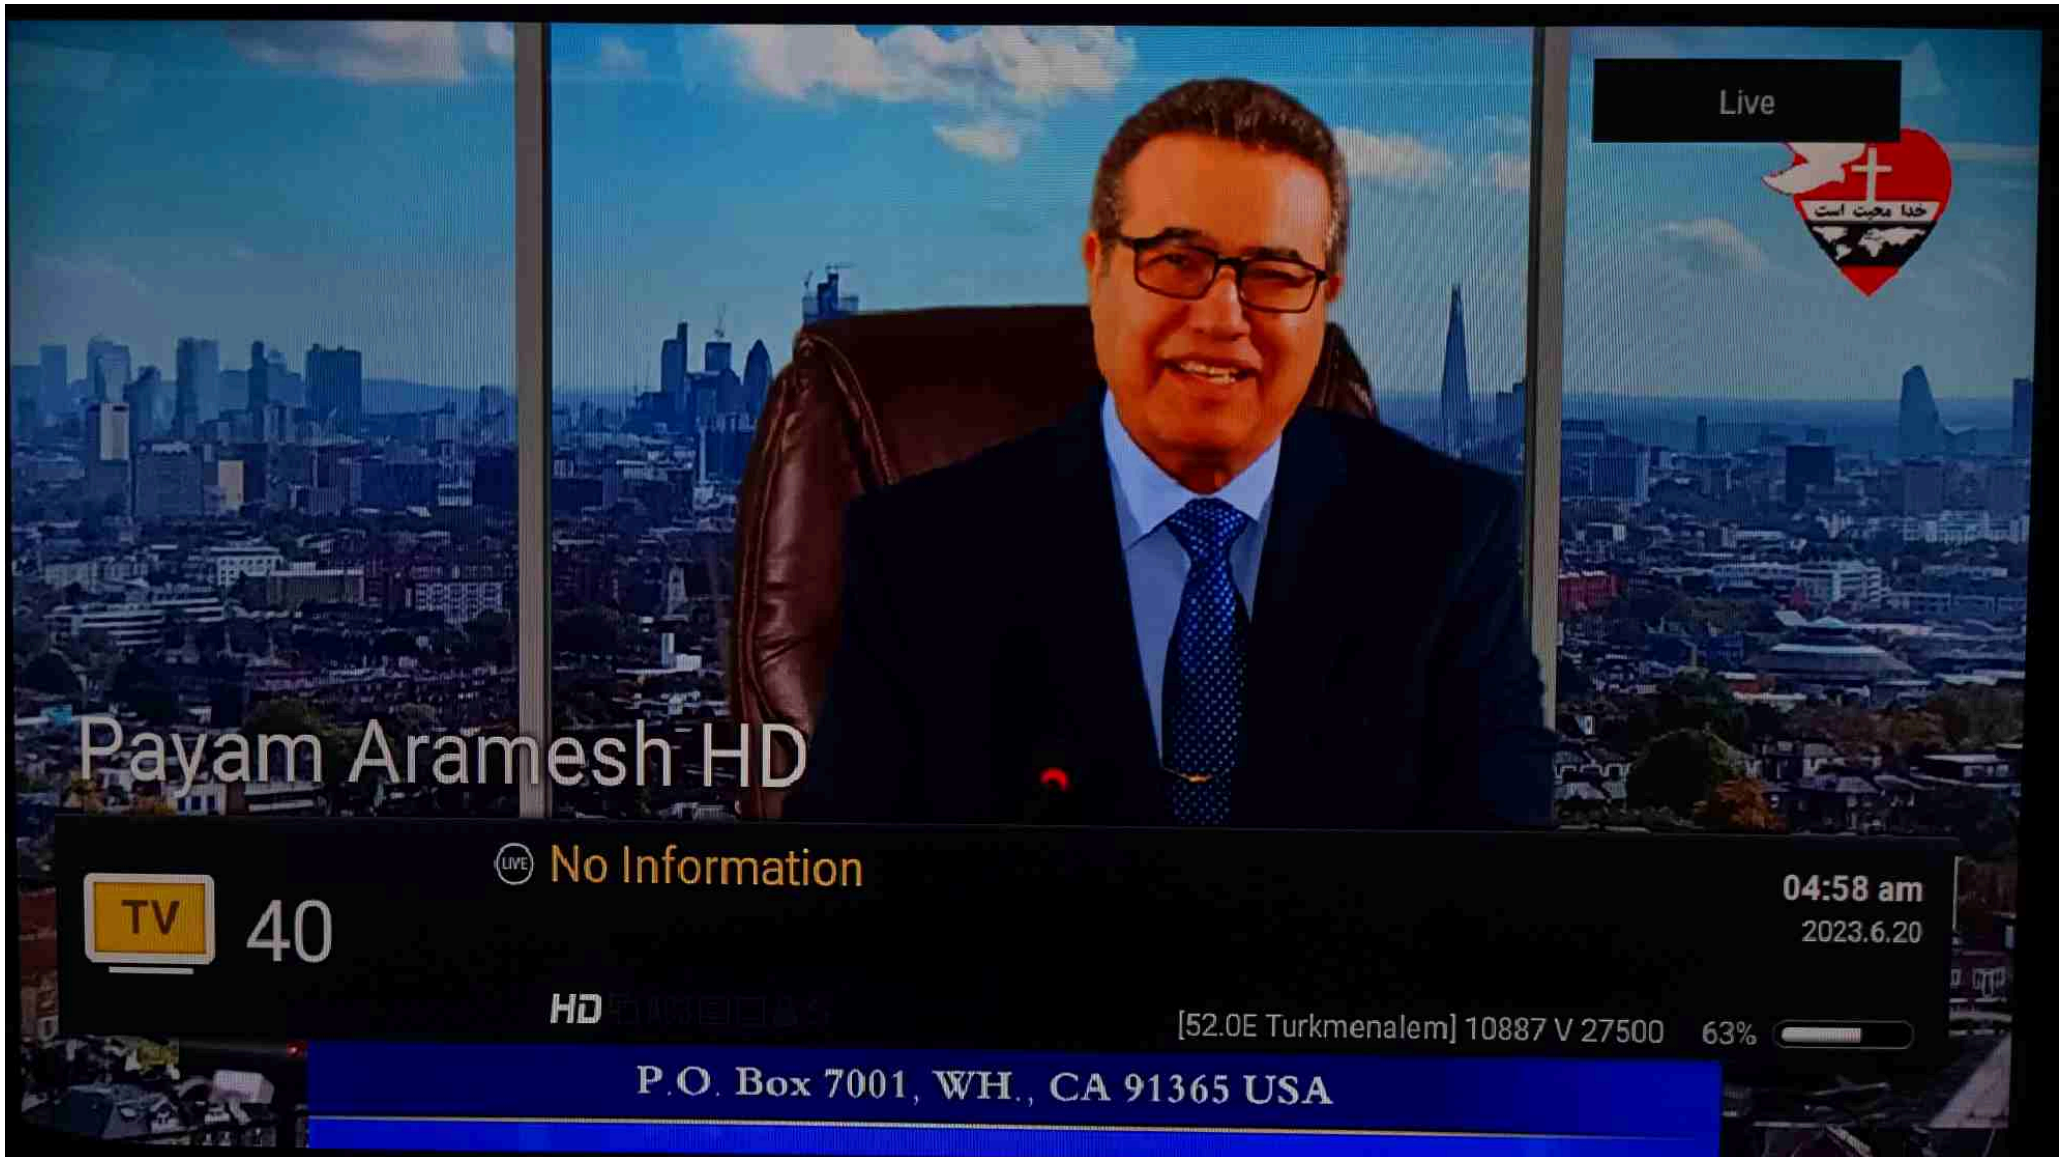 Live
خدا محبت است
Payam Aramesh HD
LIVE No Information
TV 40
04:58 am
2023.6.20
HD
[52.0E Turkmenalem] 10887 V 27500 63%
P.O. Box 7001, WH., CA 91365 USA